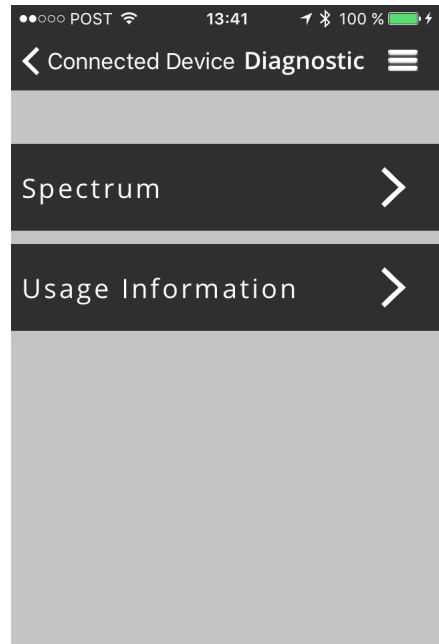 POST 13:41 100 %
Connected Device Diagnostic
Spectrum
Usage Information